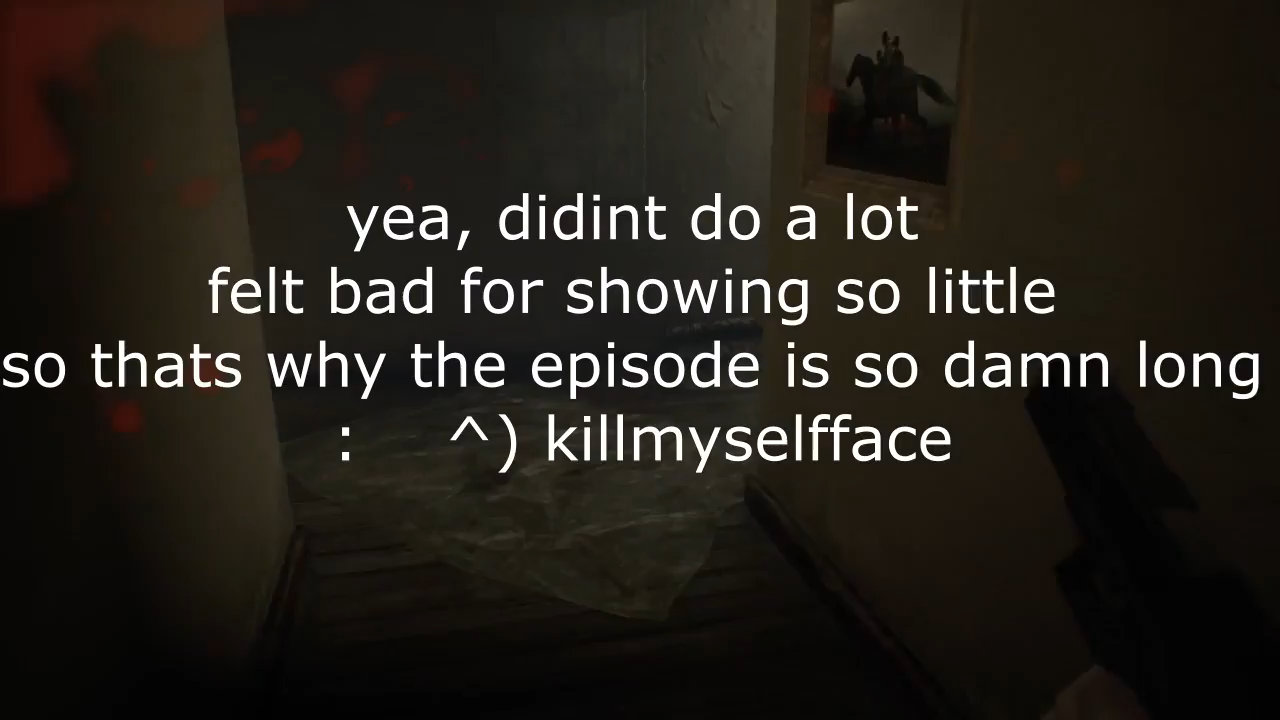 yea, didint do a lot
felt bad for showing so little
so thats why the episode is so damn long
:    ^) killmyselfface